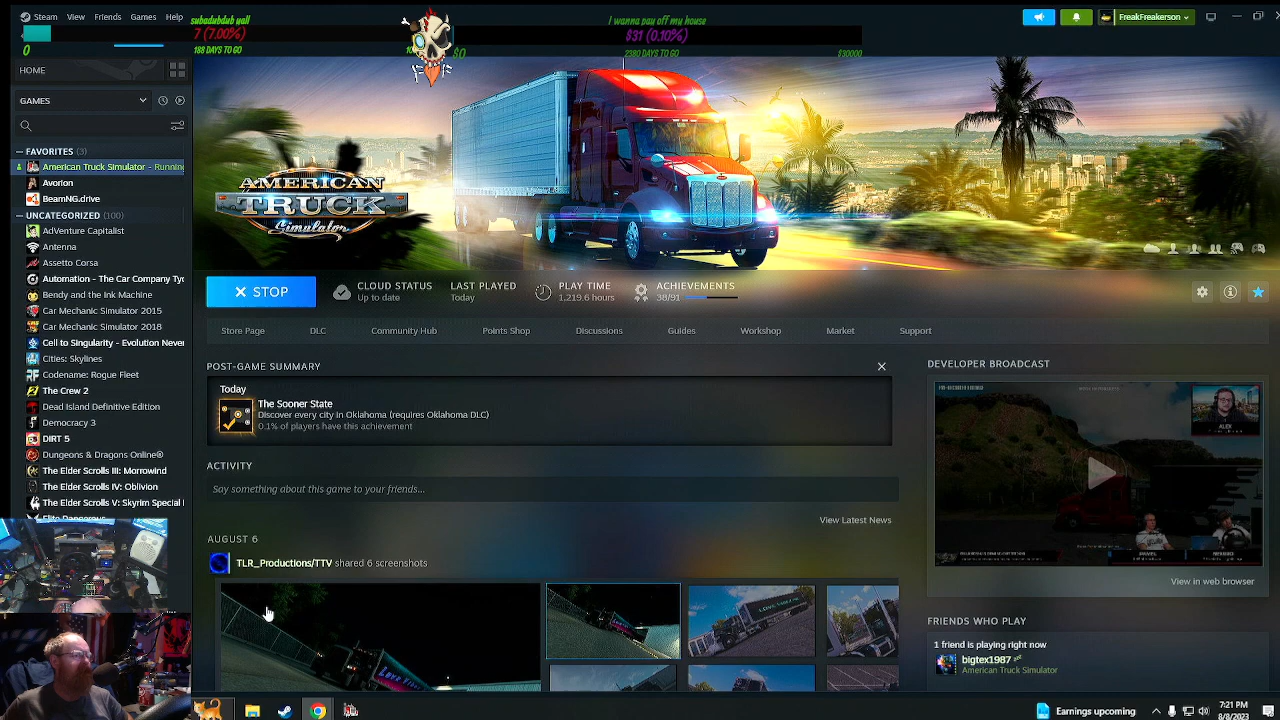 Steam View Friends Games Help
subadubdub yall
7 (7.00%)
188 DAYS TO GO
0
$0
I wanna pay off my house
$31 (0.10%)
2380 DAYS TO GO
$30000
FreakFreakerson
HOME
GAMES
FAVORITES (3)
American Truck Simulator - Running
Avorion
BeamNG.drive
UNCATEGORIZED (100)
AdVenture Capitalist
Antenna
Assetto Corsa
Automation - The Car Company Tyc
Bendy and the Ink Machine
Car Mechanic Simulator 2015
Car Mechanic Simulator 2018
Cell to Singularity - Evolution Never
Cities: Skylines
Codename: Rogue Fleet
The Crew 2
Dead Island Definitive Edition
Democracy 3
DIRT 5
Dungeons & Dragons Online®
The Elder Scrolls III: Morrowind
The Elder Scrolls IV: Oblivion
The Elder Scrolls V: Skyrim Special
AMERICAN
TRUCK
Simulator
STOP
CLOUD STATUS
Up to date
LAST PLAYED
Today
PLAY TIME
1,219.6 hours
ACHIEVEMENTS
38/91
Store Page DLC Community Hub Points Shop Discussions Guides Workshop Market Support
POST-GAME SUMMARY
Today
The Sooner State
Discover every city in Oklahoma (requires Oklahoma DLC)
0.1% of players have this achievement
ACTIVITY
Say something about this game to your friends...
View Latest News
AUGUST 6
TLR_Productions/TTV shared 6 screenshots
DEVELOPER BROADCAST
ALEX
View in web browser
FRIENDS WHO PLAY
1 friend is playing right now
bigtex1987
American Truck Simulator
Earnings upcoming
7:21 PM
8/8/2023